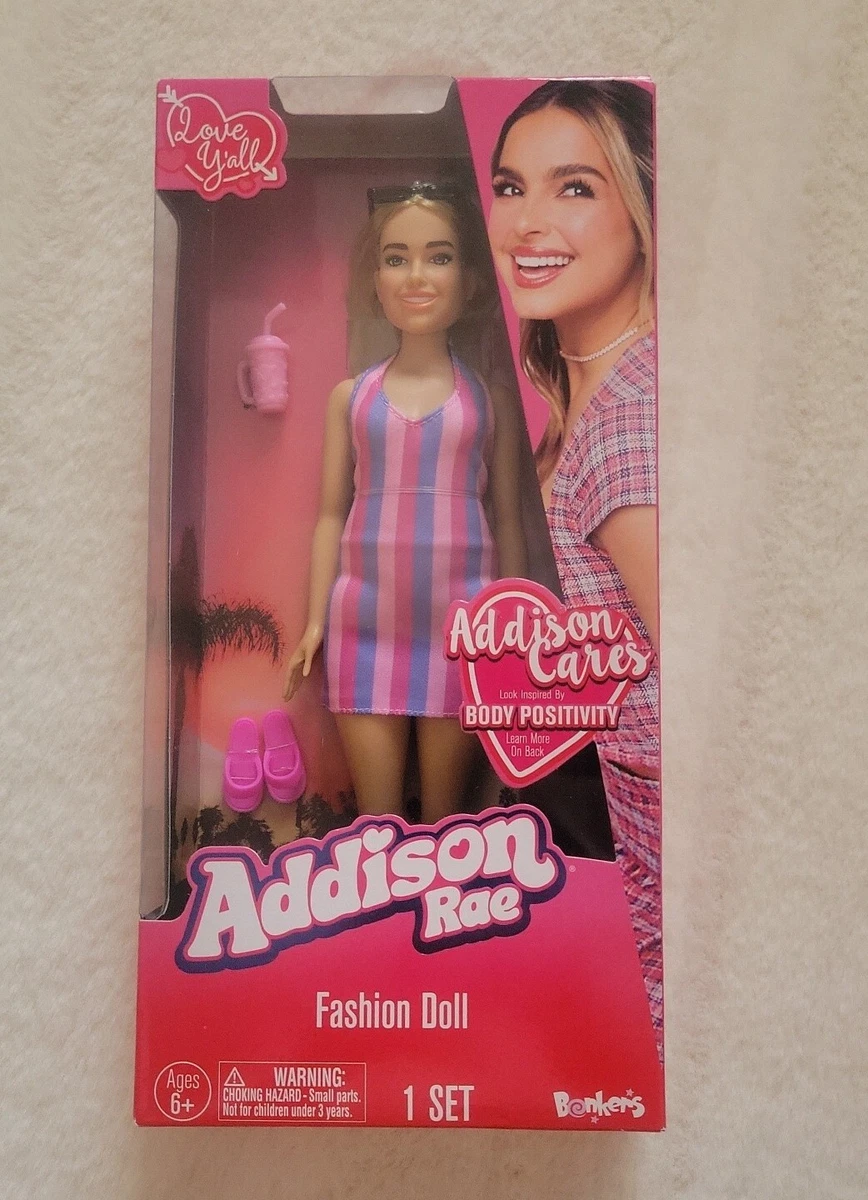 Love
Y'all
Addison
Cares
Look Inspired By
BODY POSITIVITY
Learn More
On Back
Addison
Rae
®
Fashion Doll
Ages
6+
WARNING:
CHOKING HAZARD - Small parts.
Not for children under 3 years.
1 SET
Bonkers